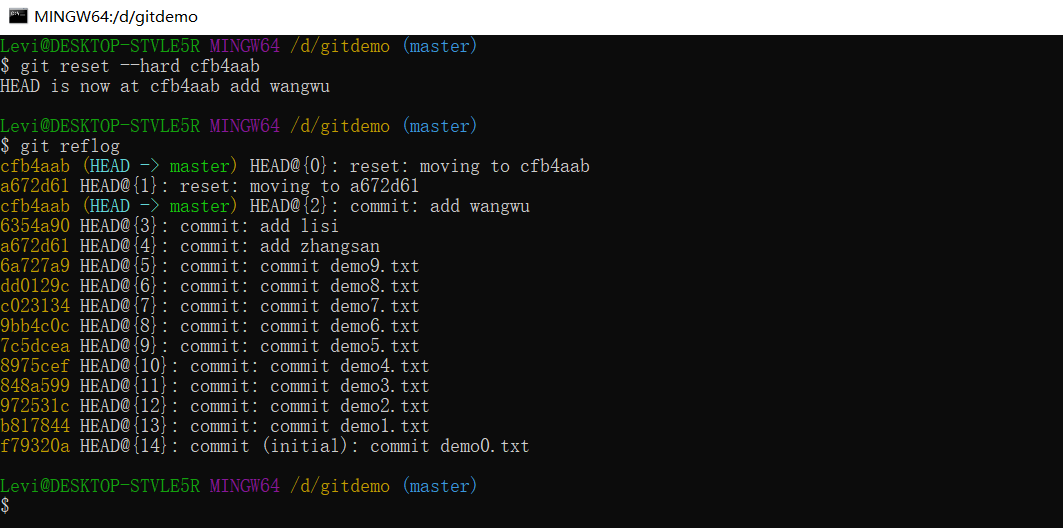 MINGW64:/d/gitdemo
Levi@DESKTOP-STVLE5R MINGW64 /d/gitdemo (master)
$ git reset --hard cfb4aab
HEAD is now at cfb4aab add wangwu
Levi@DESKTOP-STVLE5R MINGW64 /d/gitdemo (master)
$ git reflog
cfb4aab (HEAD -> master) HEAD@{0}: reset: moving to cfb4aab
a672d61 HEAD@{1}: reset: moving to a672d61
cfb4aab (HEAD -> master) HEAD@{2}: commit: add wangwu
6354a90 HEAD@{3}: commit: add lisi
a672d61 HEAD@{4}: commit: add zhangsan
6a727a9 HEAD@{5}: commit: commit demo9.txt
dd0129c HEAD@{6}: commit: commit demo8.txt
c023134 HEAD@{7}: commit: commit demo7.txt
9bb4c0c HEAD@{8}: commit: commit demo6.txt
7c5dcea HEAD@{9}: commit: commit demo5.txt
8975cef HEAD@{10}: commit: commit demo4.txt
848a599 HEAD@{11}: commit: commit demo3.txt
972531c HEAD@{12}: commit: commit demo2.txt
b817844 HEAD@{13}: commit: commit demo1.txt
f79320a HEAD@{14}: commit (initial): commit demo0.txt
Levi@DESKTOP-STVLE5R MINGW64 /d/gitdemo (master)
$